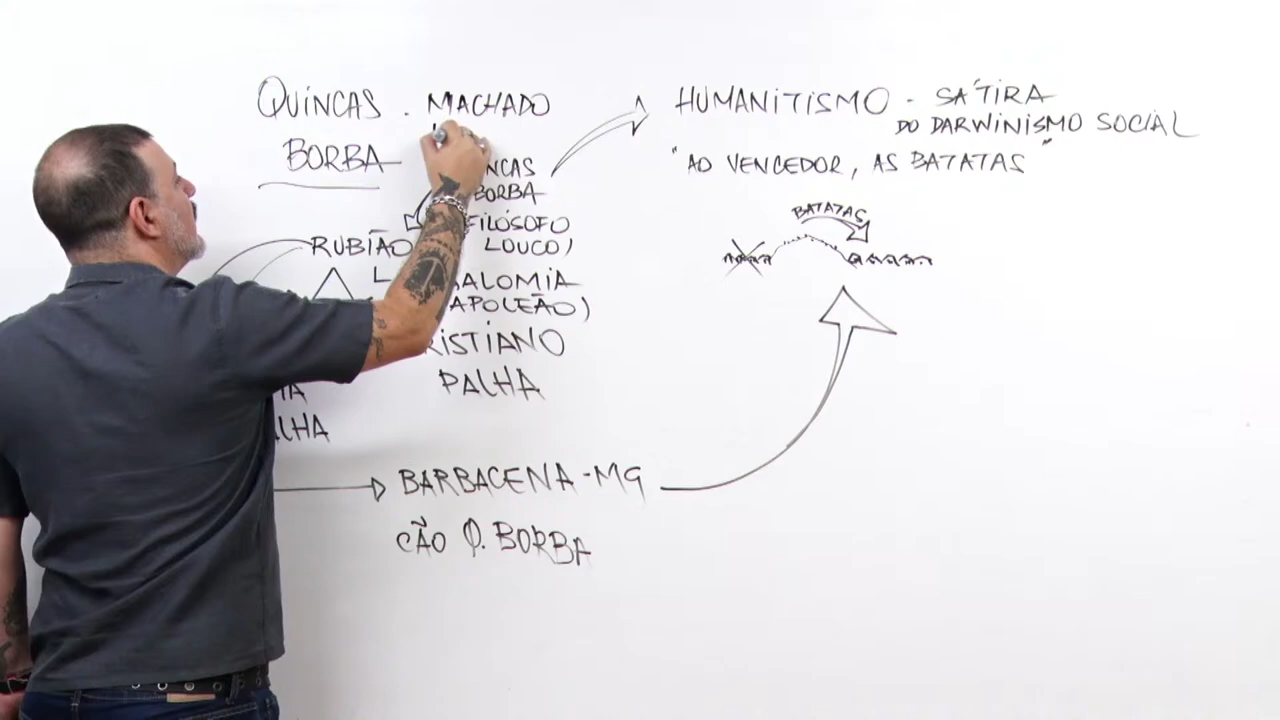 QUINCAS . MACHADO
BORBA
NCAS
BORBA
FILÓSOFO
LOUCO)
RUBIÃO
ALOMIA
APOLEÃO)
RISTIANO
PALHA
LHA
HUMANITISMO - SÁTIRA
DO DARWINISMO SOCIAL
"AO VENCEDOR, AS BATATAS"
BATATAS
BARBACENA - MG
CÃO Q. BORBA